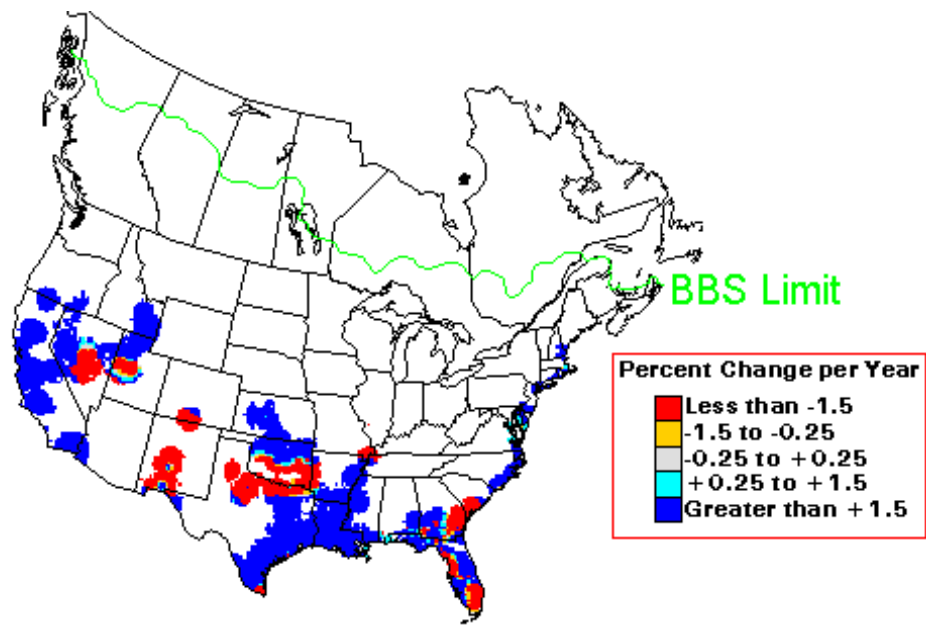 BBS Limit
Percent Change per Year
Less than -1.5
-1.5 to -0.25
-0.25 to +0.25
+0.25 to +1.5
Greater than +1.5